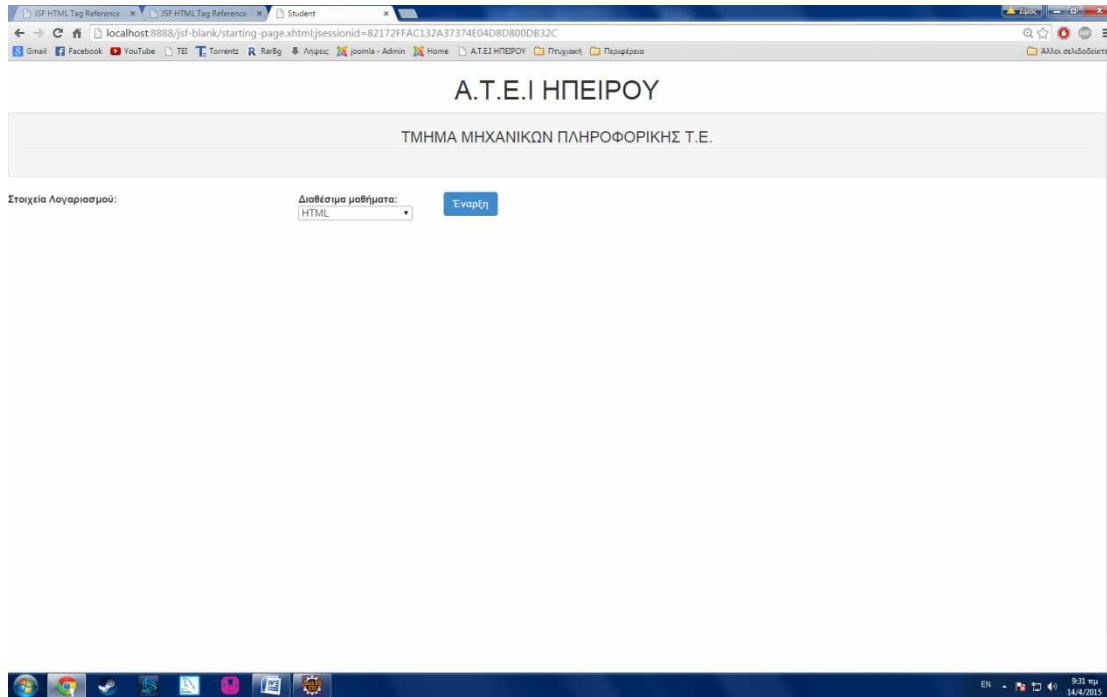 JSF HTML Tag Reference
JSF HTML Tag Reference
Student
localhost:8888/jsf-blank/starting-page.xhtml;jsessionid=82172FFAC132A37374E04D8D800DB32C
Gmail Facebook YouTube TEI Torrentz RarBg Λήψεις joomla - Admin Home Α.Τ.Ε.Ι ΗΠΕΙΡΟΥ Πτυχιακή Περιφέρεια
Άλλοι σελιδοδείκτε
Α.Τ.Ε.Ι ΗΠΕΙΡΟΥ
ΤΜΗΜΑ ΜΗΧΑΝΙΚΩΝ ΠΛΗΡΟΦΟΡΙΚΗΣ Τ.Ε.
Στοιχεία Λογαριασμού:
Διαθέσιμα μαθήματα:
HTML
Έναρξη
EN
9:31 πμ
14/4/2015